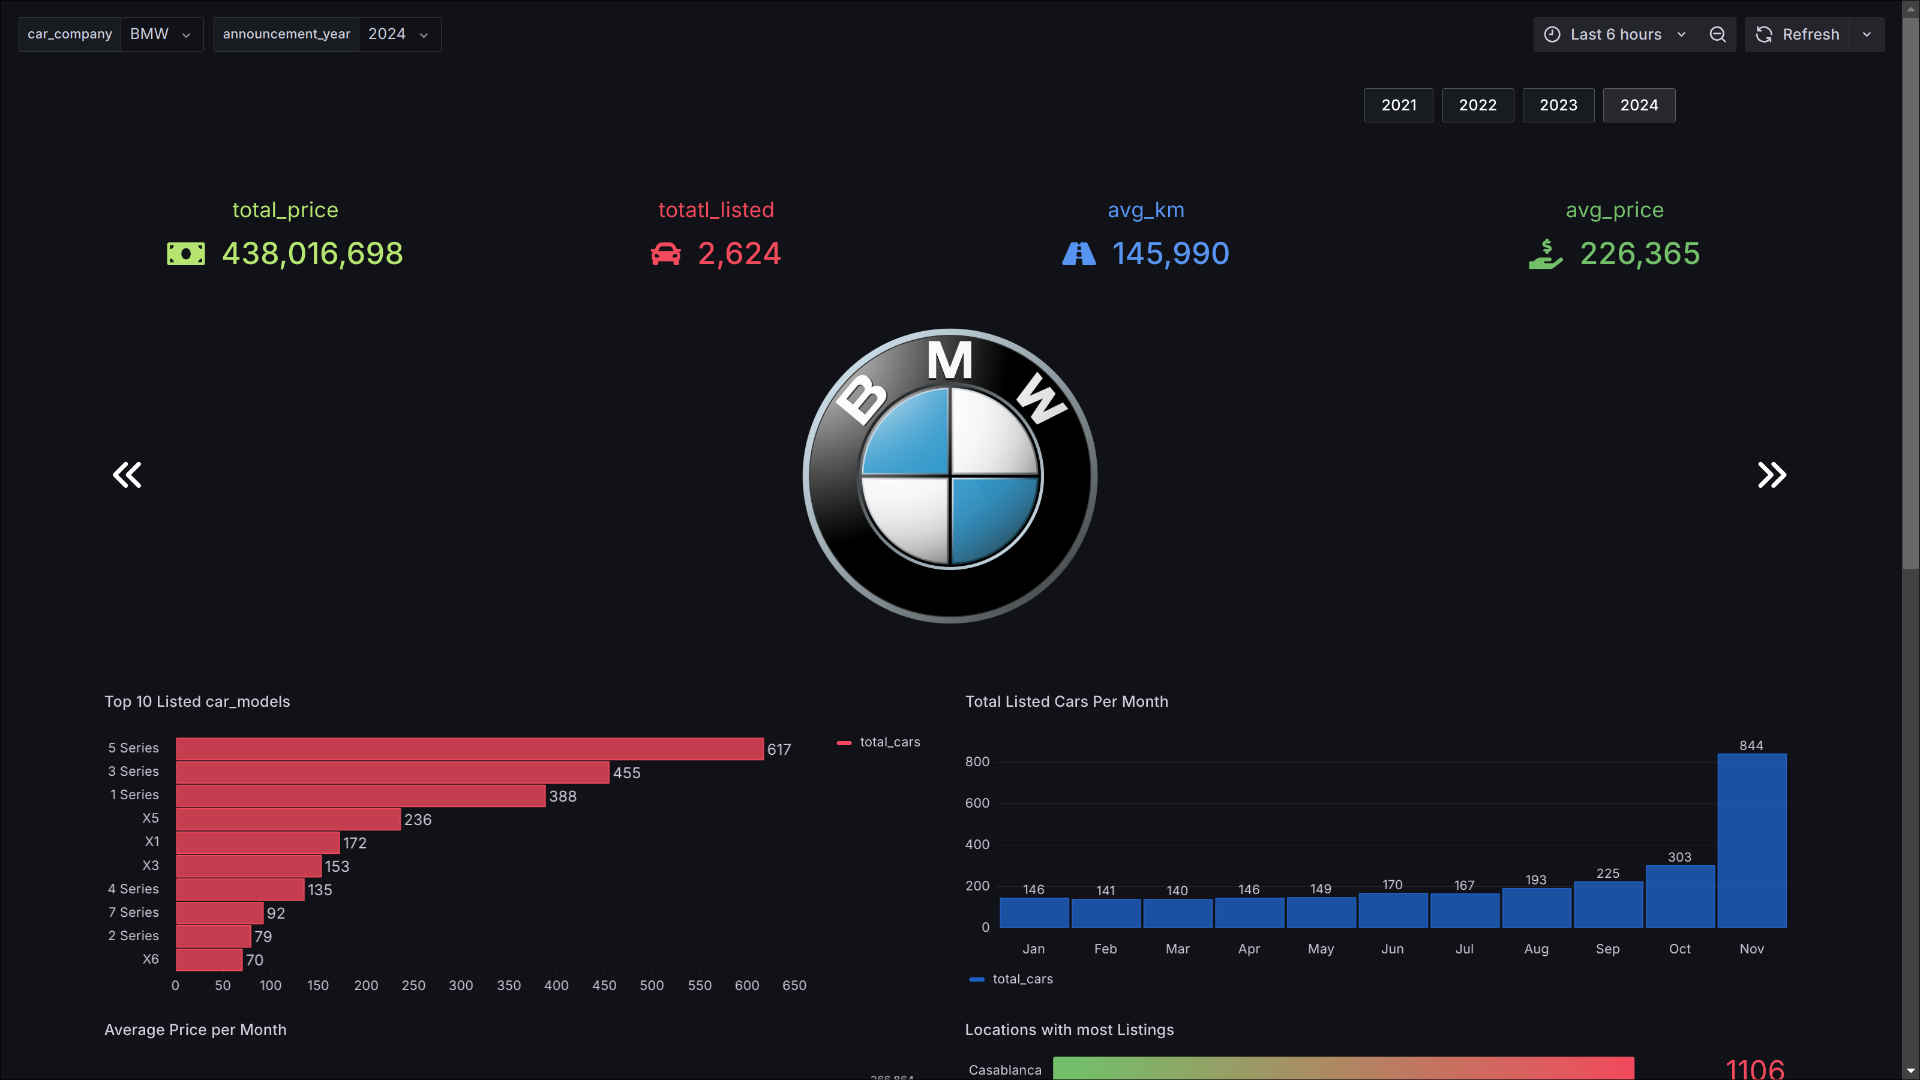 car_company BMW announcement_year 2024 Last 6 hours Refresh
2021 2022 2023 2024
total_price totatl_listed avg_km avg_price
438,016,698 2,624 145,990 226,365
B M W
Top 10 Listed car_models
5 Series 617
3 Series 455
1 Series 388
X5 236
X1 172
X3 153
4 Series 135
7 Series 92
2 Series 79
X6 70
0 50 100 150 200 250 300 350 400 450 500 550 600 650
total_cars
Total Listed Cars Per Month
800
600
400
200
0
146 141 140 146 149 170 167 193 225 303 844
Jan Feb Mar Apr May Jun Jul Aug Sep Oct Nov
total_cars
Average Price per Month
Locations with most Listings
Casablanca 1106